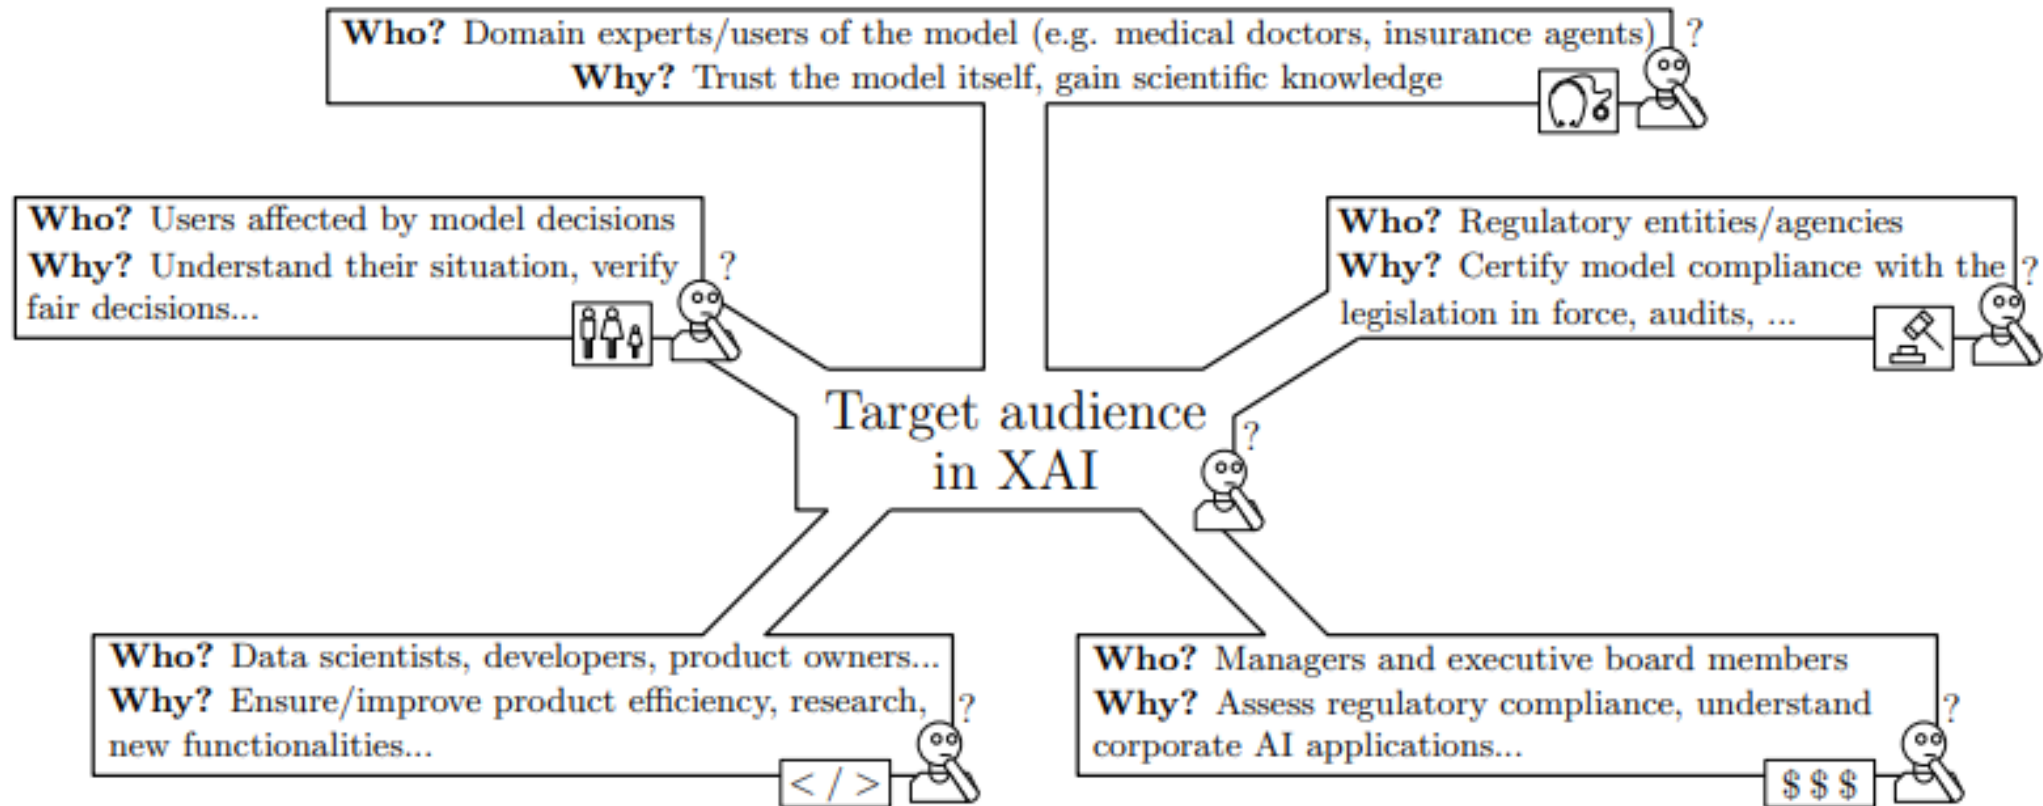 Who? Domain experts/users of the model (e.g. medical doctors, insurance agents)
?
Why? Trust the model itself, gain scientific knowledge
Who? Users affected by model decisions
Why? Understand their situation, verify
?
fair decisions...
Who? Regulatory entities/agencies
Why? Certify model compliance with the
?
legislation in force, audits, ...
Target audience
?
in XAI
Who? Data scientists, developers, product owners...
Why? Ensure/improve product efficiency, research,
?
new functionalities...
< / >
Who? Managers and executive board members
Why? Assess regulatory compliance, understand
?
corporate AI applications...
$ $ $